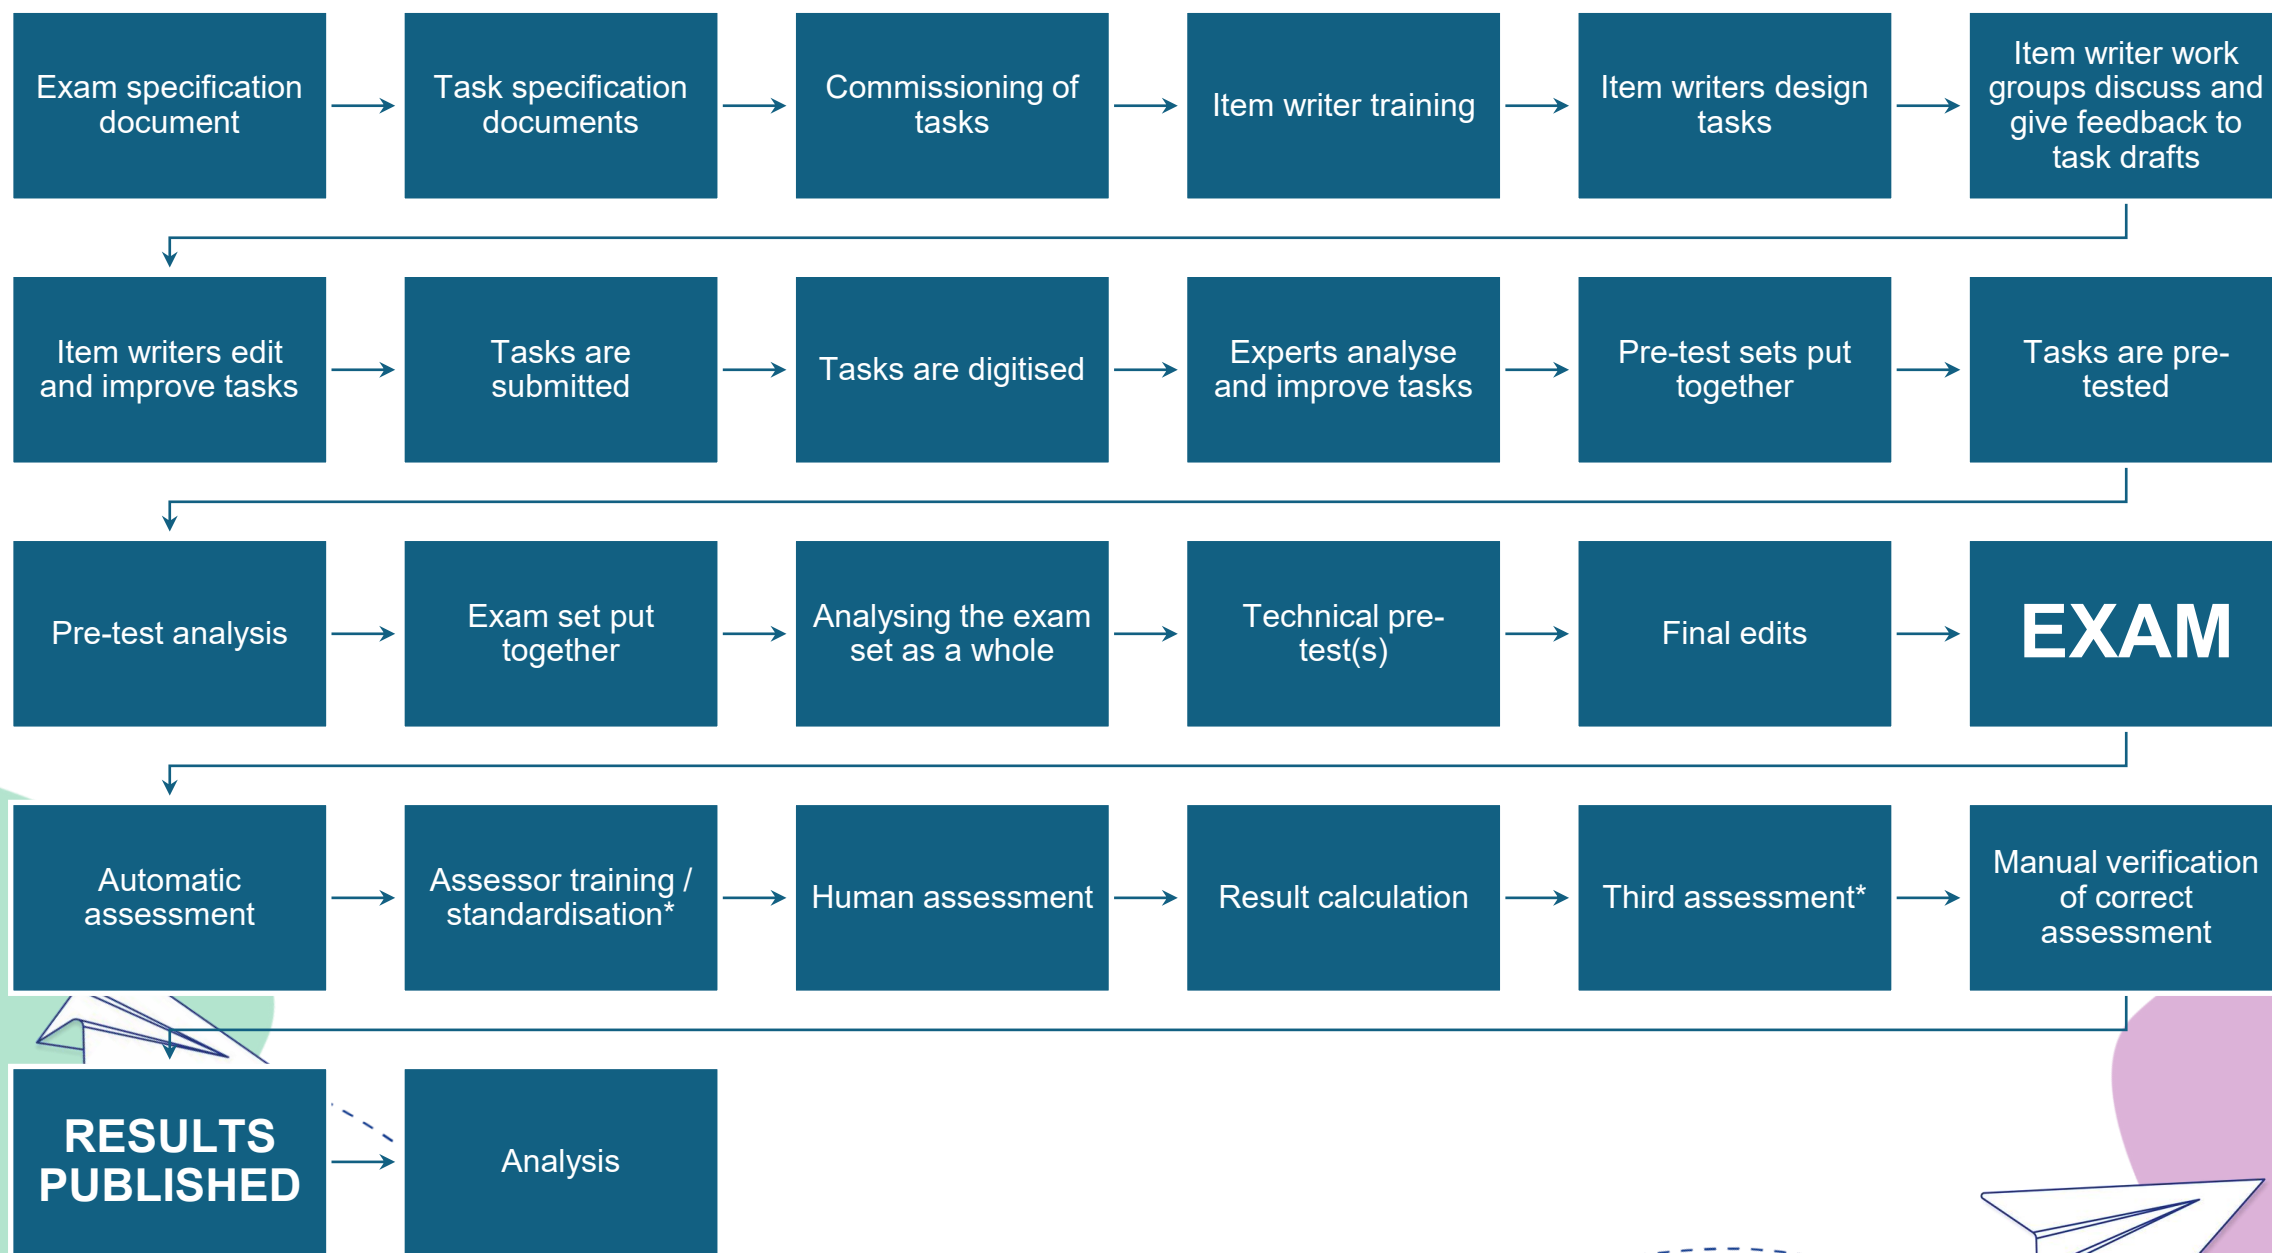 Exam specification
document
Task specification
documents
Commissioning of
tasks
Item writer training
Item writers design
tasks
Item writer work
groups discuss and
give feedback to
task drafts
Item writers edit
and improve tasks
Tasks are
submitted
Tasks are digitised
Experts analyse
and improve tasks
Pre-test sets put
together
Tasks are pre-
tested
Pre-test analysis
Exam set put
together
Analysing the exam
set as a whole
Technical pre-
test(s)
Final edits
EXAM
Automatic
assessment
Assessor training /
standardisation*
Human assessment
Result calculation
Third assessment*
Manual verification
of correct
assessment
RESULTS
PUBLISHED
Analysis